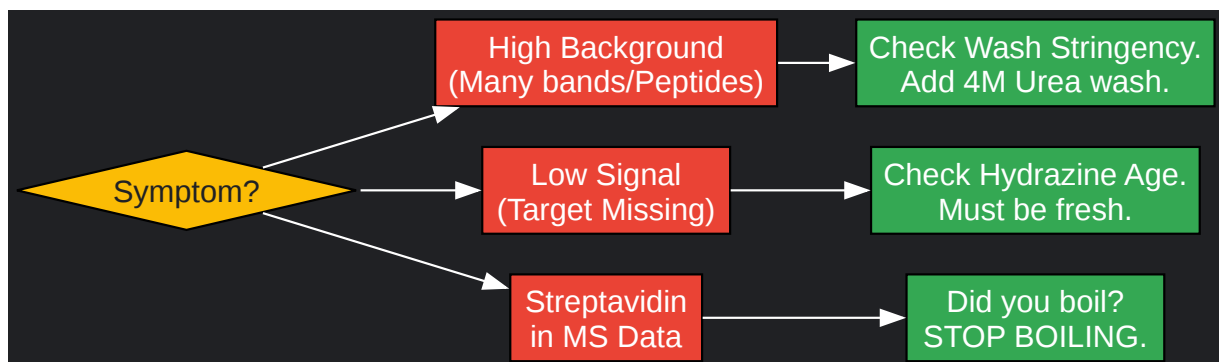 High Background
(Many bands/Peptides)
Check Wash Stringency.
Add 4M Urea wash.
Symptom?
Low Signal
(Target Missing)
Check Hydrazine Age.
Must be fresh.
Streptavidin
in MS Data
Did you boil?
STOP BOILING.